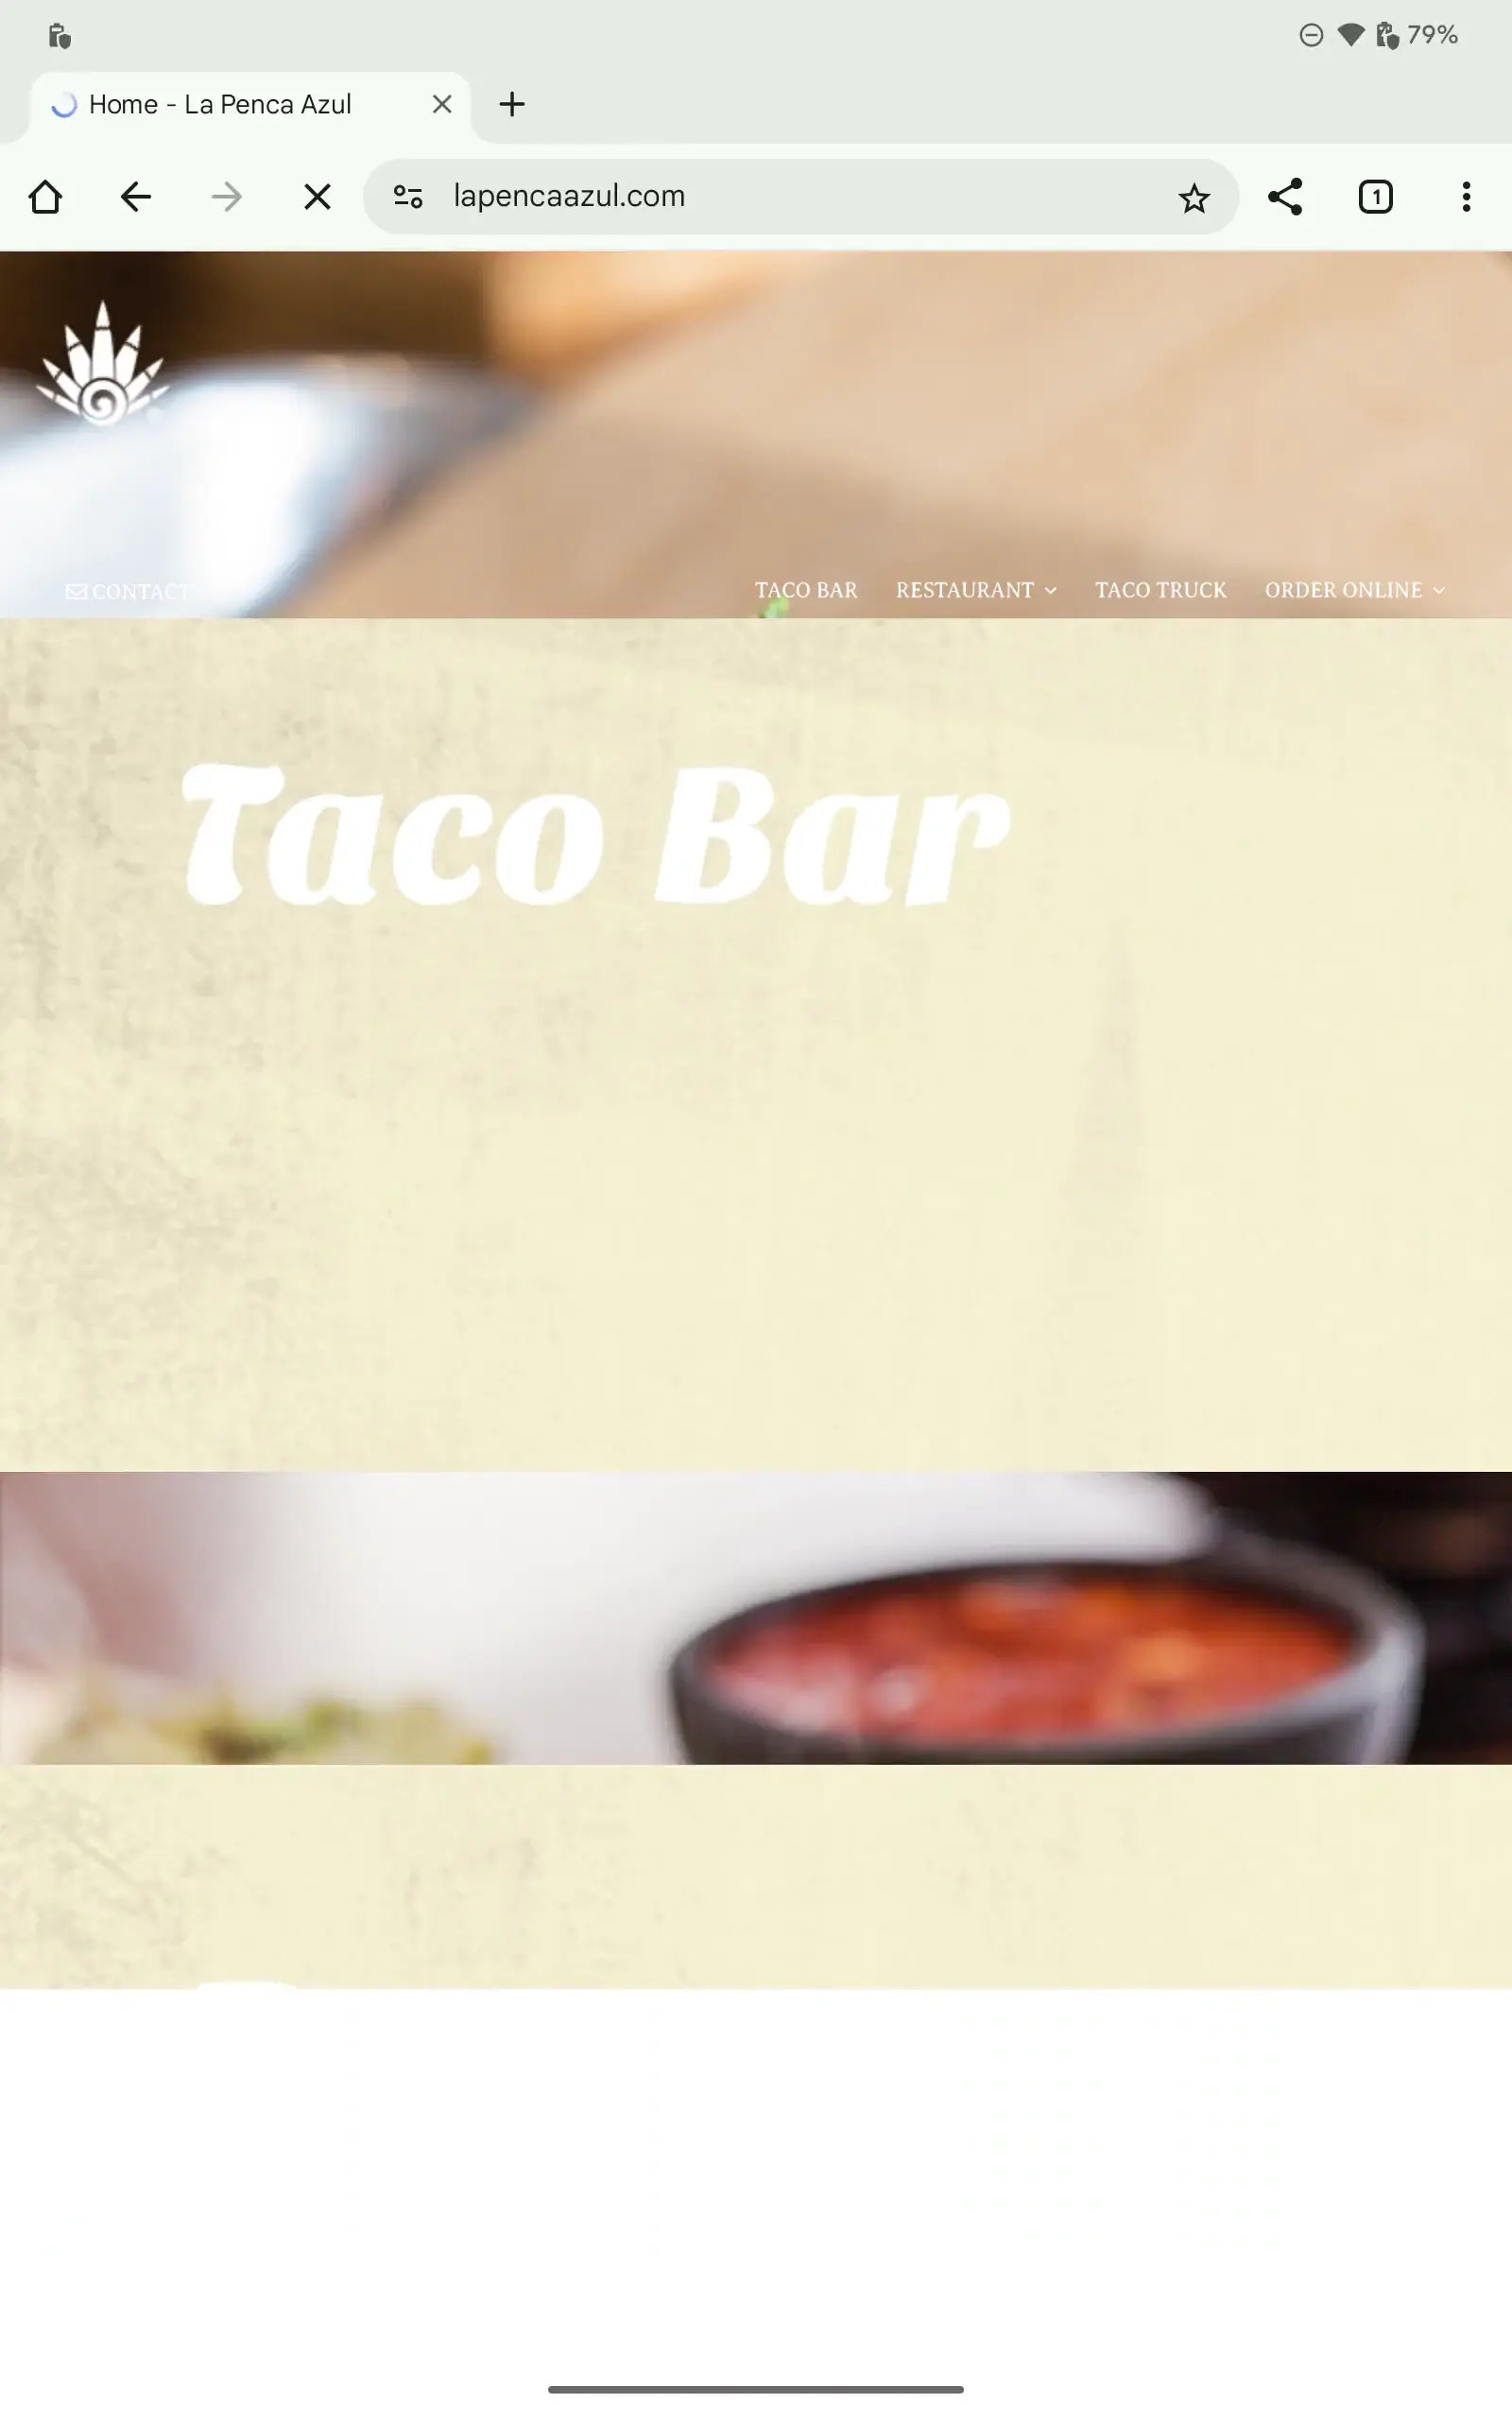 79%
Home - La Penca Azul
lapencaazul.com
1
CONTACT
TACO BAR RESTAURANT TACO TRUCK ORDER ONLINE
Taco Bar